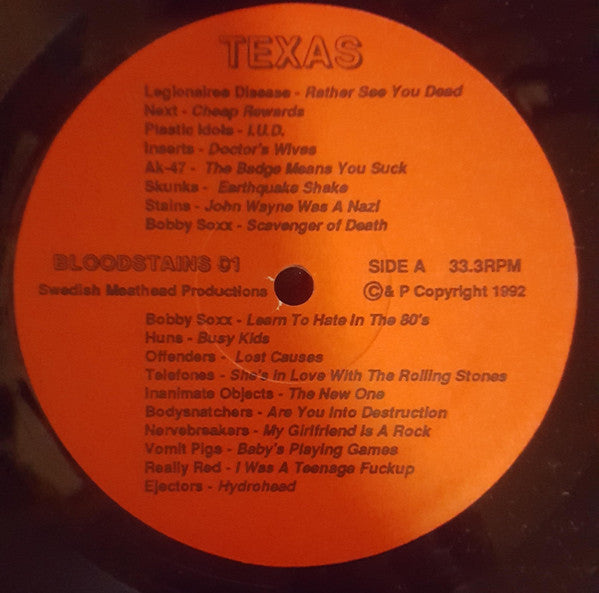 TEXAS
Legionaires Disease - Rather See You Dead
Next - Cheap Rewards
Plastic Idols - I.U.D.
Inserts - Doctor's Wives
Ak-47 - The Badge Means You Suck
Skunks - Earthquake Shake
Stains - John Wayne Was A Nazi
Bobby Soxx - Scavenger of Death
BLOODSTAINS 01 SIDE A 33.3RPM
Swedish Meathead Productions ©& P Copyright 1992
Bobby Soxx - Learn To Hate In The 80's
Huns - Busy Kids
Offenders - Lost Causes
Telefones - She's in Love With The Rolling Stones
Inanimate Objects - The New One
Bodysnatchers - Are You Into Destruction
Nervebreakers - My Girlfriend Is A Rock
Vomit Pigs - Baby's Playing Games
Really Red - I Was A Teenage Fuckup
Ejectors - Hydrohead